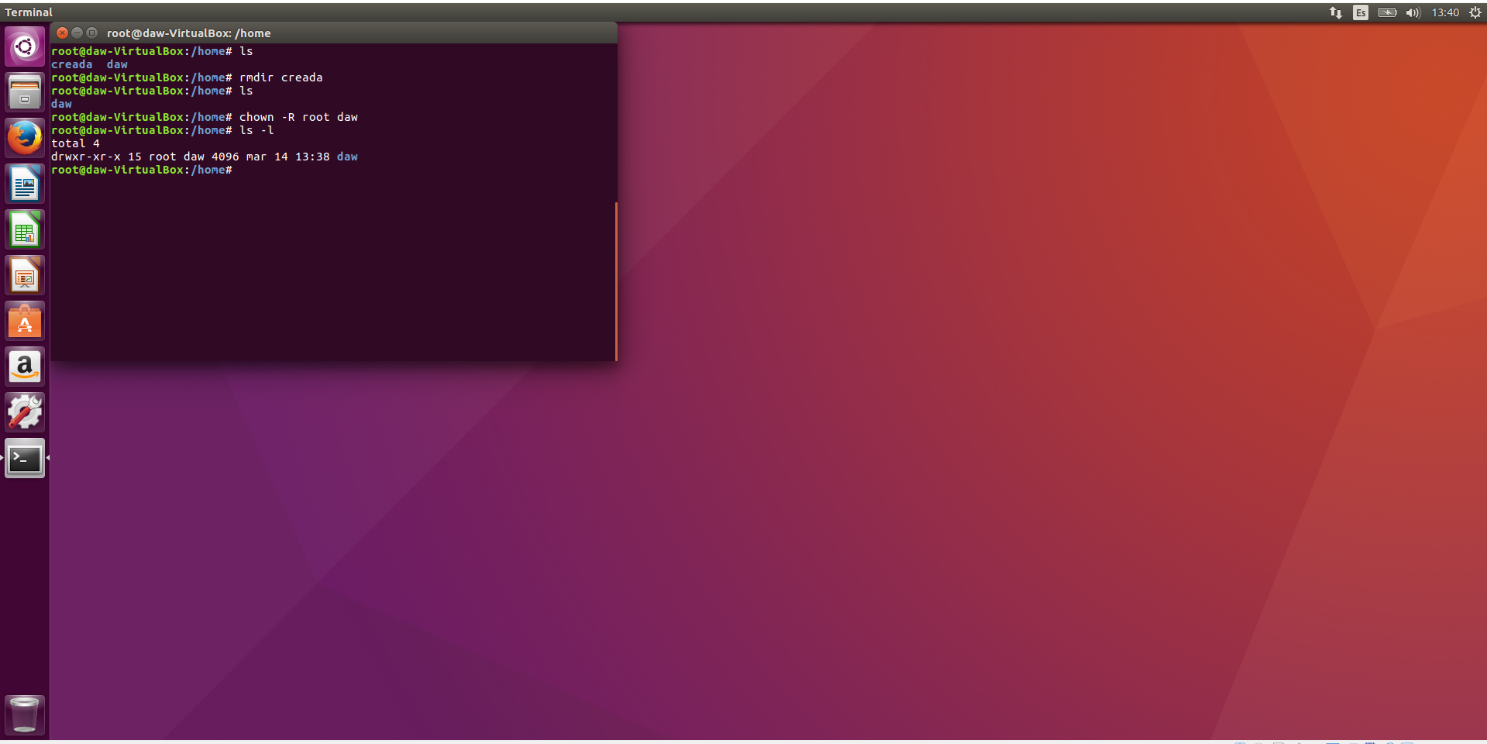 Terminal
Es
13:40
root@daw-VirtualBox: /home
root@daw-VirtualBox:/home# ls
creada  daw
root@daw-VirtualBox:/home# rmdir creada
root@daw-VirtualBox:/home# ls
daw
root@daw-VirtualBox:/home# chown -R root daw
root@daw-VirtualBox:/home# ls -l
total 4
drwxr-xr-x 15 root daw 4096 mar 14 13:38 daw
root@daw-VirtualBox:/home#